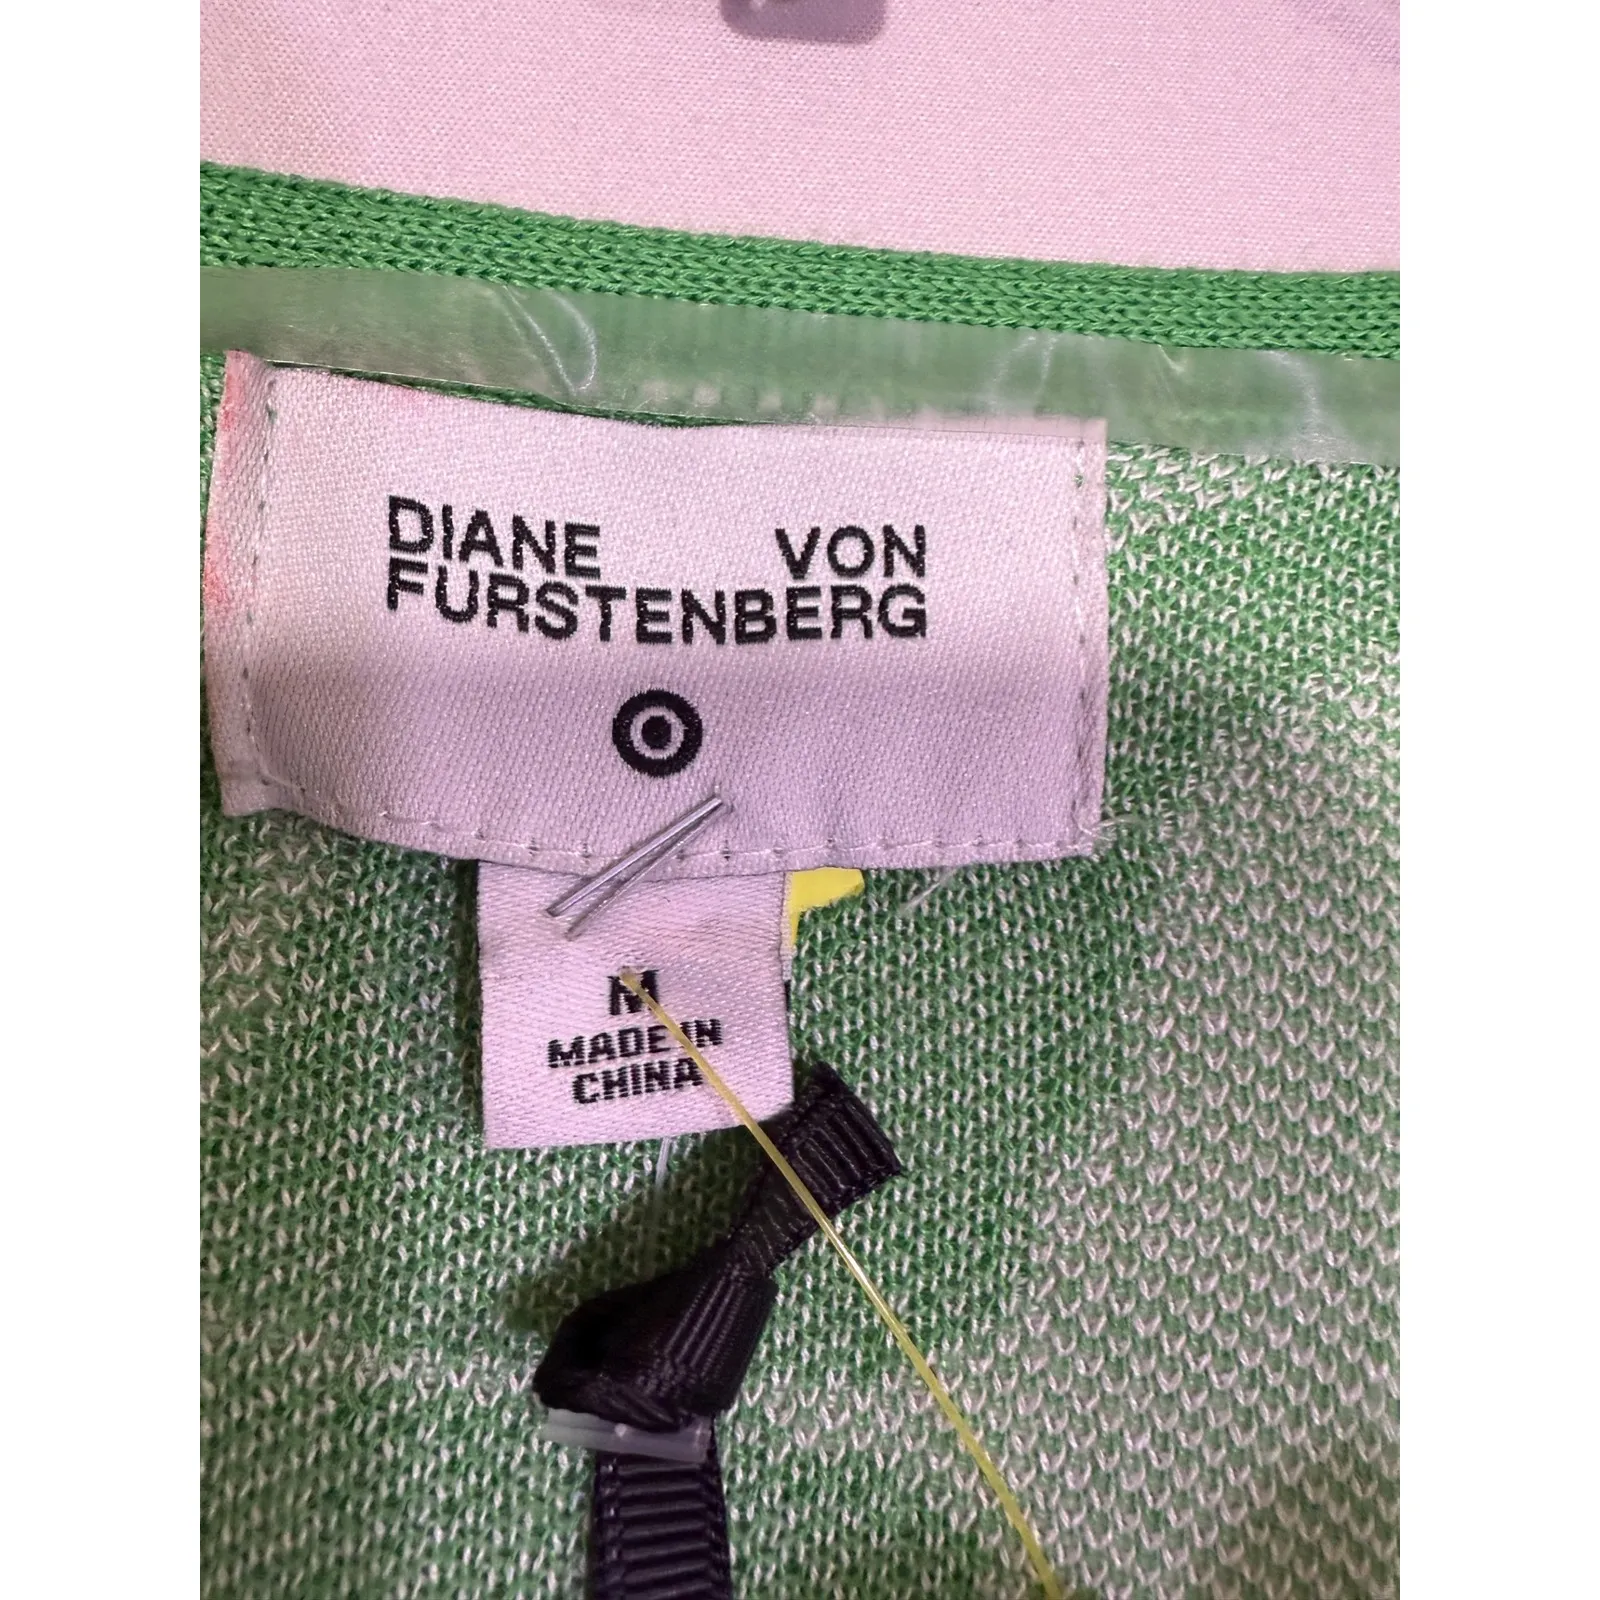 DIANE VON
FURSTENBERG
M
MADE IN
CHINA